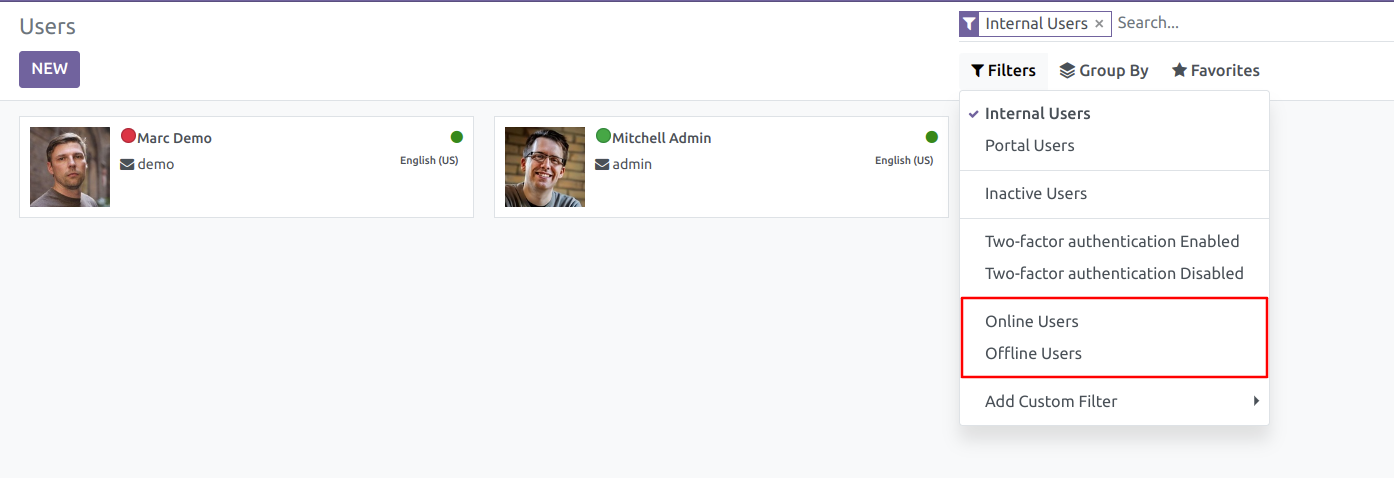 Users
Internal Users × Search...
NEW
Filters Group By Favorites
Marc Demo
demo
English (US)
Mitchell Admin
admin
English (US)
Internal Users
Portal Users
Inactive Users
Two-factor authentication Enabled
Two-factor authentication Disabled
Online Users
Offline Users
Add Custom Filter